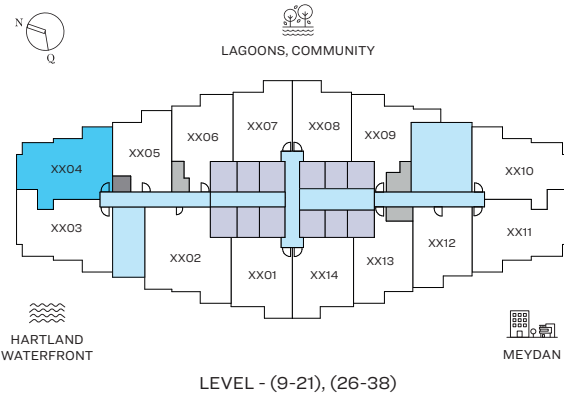 N
Q
LAGOONS, COMMUNITY
XX07
XX08
XX06
XX09
XX05
XX04
XX10
XX03
XX02
XX01
XX14
XX13
XX12
XX11
HARTLAND
WATERFRONT
MEYDAN
LEVEL - (9-21), (26-38)